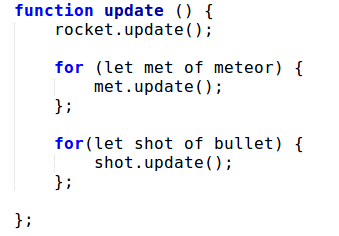 function update () {
    rocket.update();

    for (let met of meteor) {
        met.update();
    };

    for(let shot of bullet) {
        shot.update();
    };

};